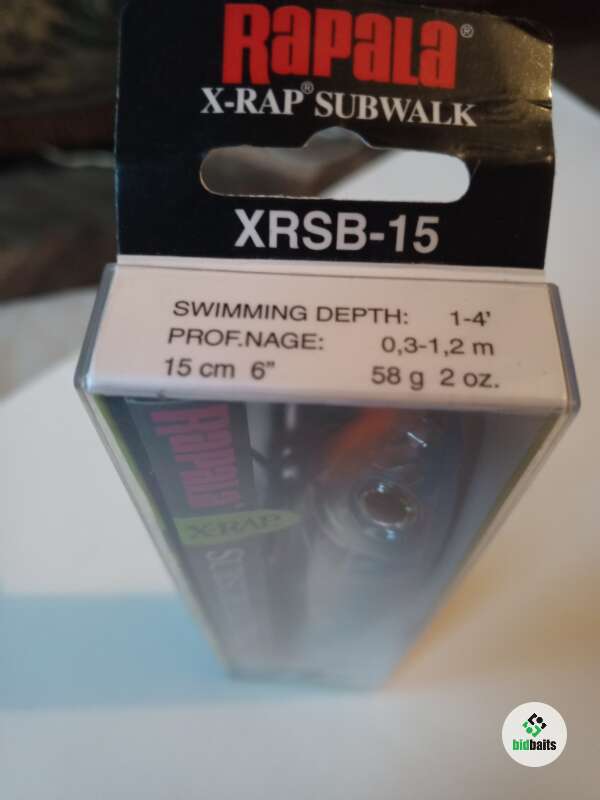 Rapala®
X-RAP® SUBWALK
XRSB-15
SWIMMING DEPTH: 1-4'
PROF.NAGE: 0,3-1,2 m
15 cm 6" 58 g 2 oz.
Rapala
X-RAP
bidbaits